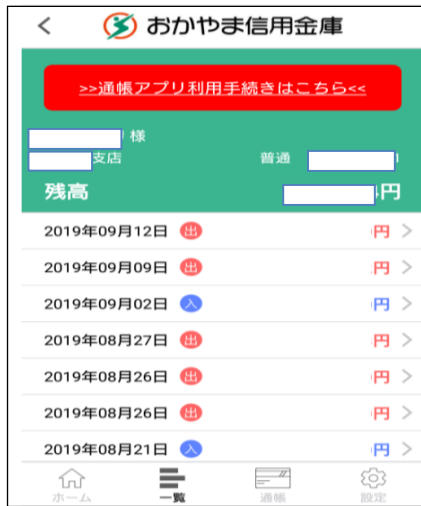 おかやま信用金庫
>>通帳アプリ利用手続きはこちら<<
様
支店 普通
残高 円
2019年09月12日 出 円
2019年09月09日 出 円
2019年09月02日 入 円
2019年08月27日 出 円
2019年08月26日 出 円
2019年08月26日 出 円
2019年08月21日 入 円
ホーム 一覧 通帳 設定